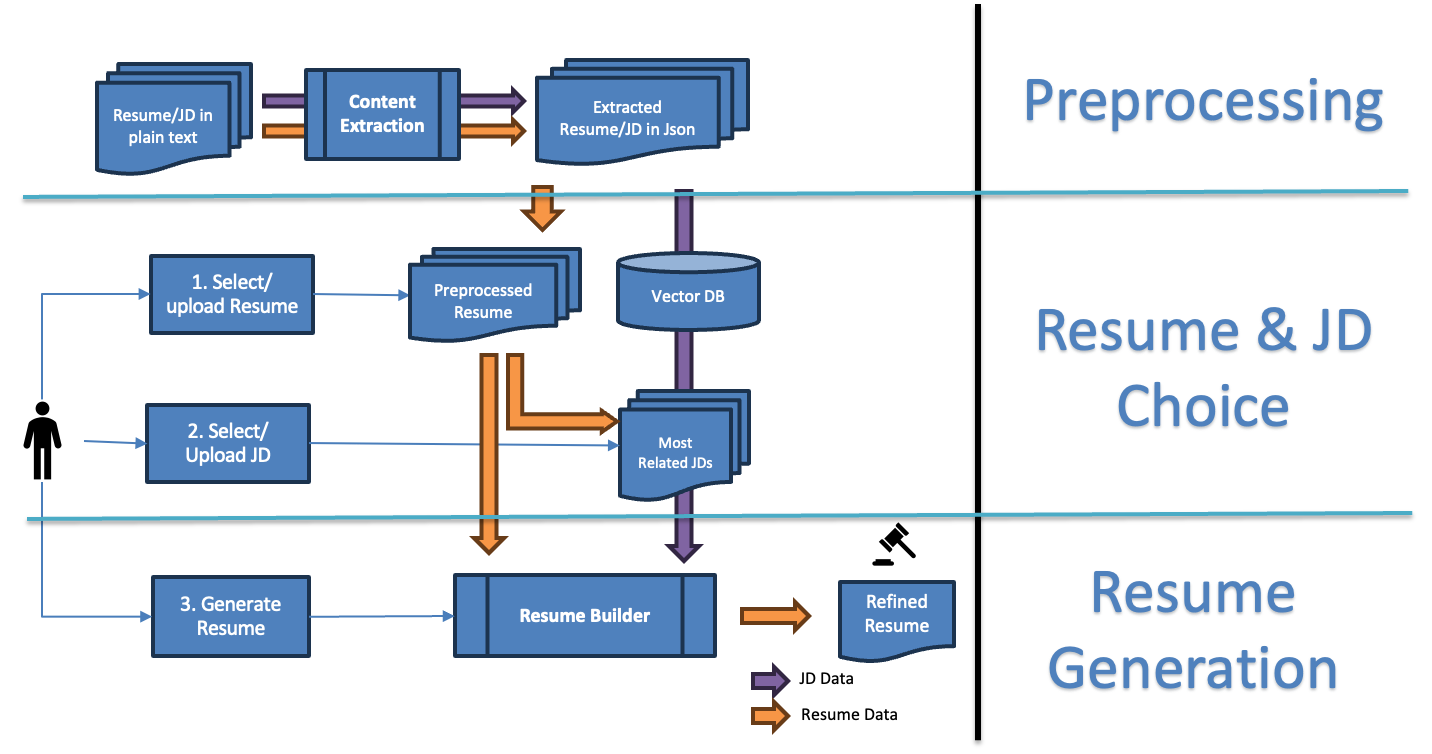 Resume/JD in
plain text
Content
Extraction
Extracted
Resume/JD in Json
Preprocessing
1. Select/
upload Resume
Preprocessed
Resume
Vector DB
2. Select/
Upload JD
Most
Related JDs
Resume & JD
Choice
3. Generate
Resume
Resume Builder
Refined
Resume
JD Data
Resume Data
Resume
Generation